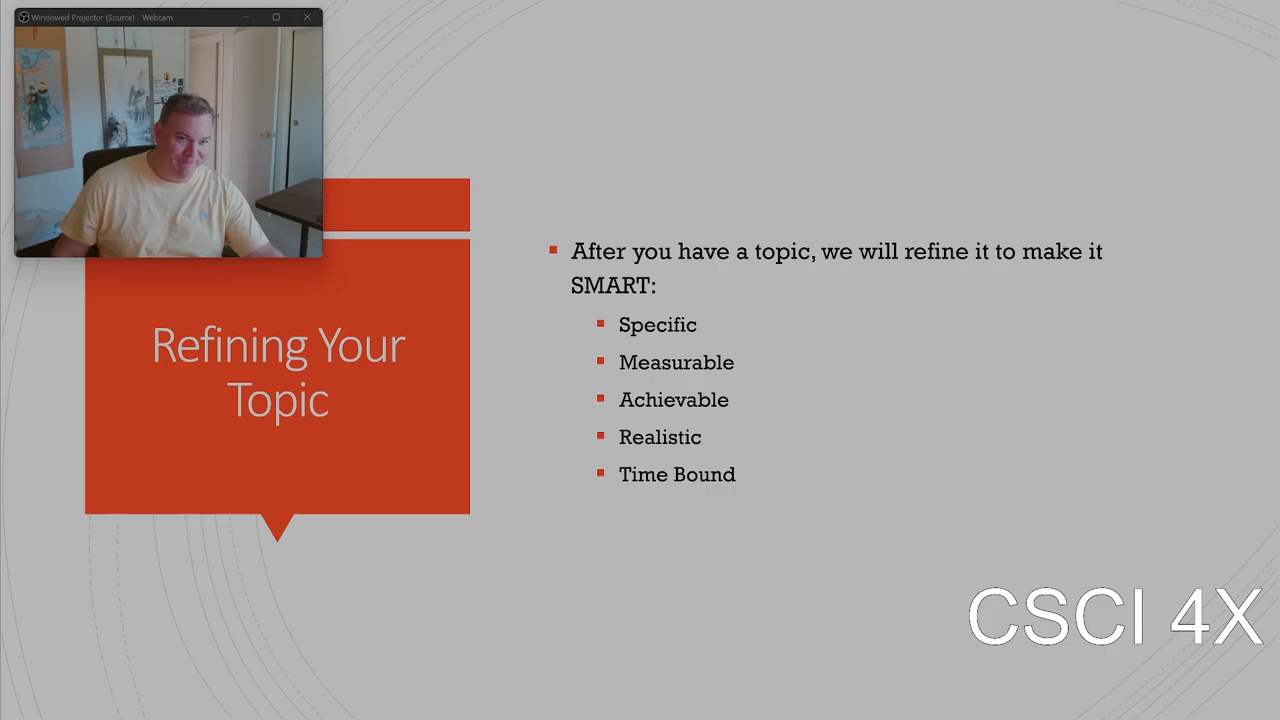 Windowed Projector (Source) - Webcam
Refining Your
Topic
After you have a topic, we will refine it to make it
SMART:
Specific
Measurable
Achievable
Realistic
Time Bound
CSCI 4X